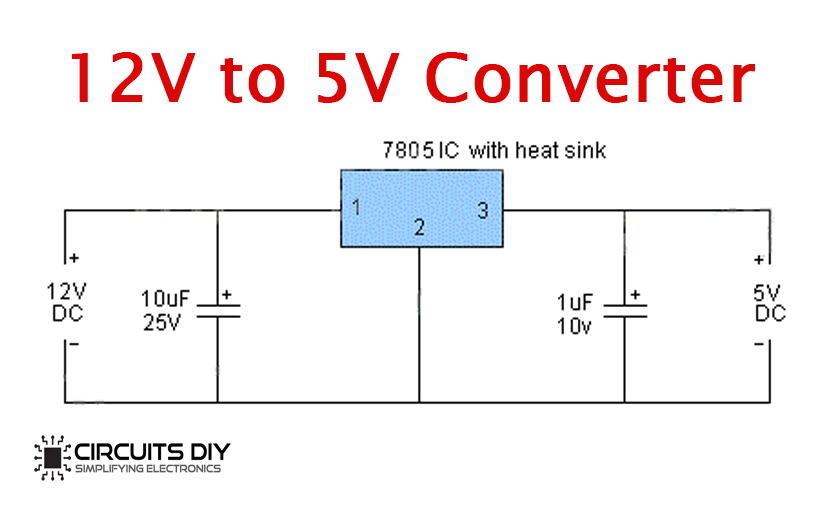 12V to 5V Converter
7805 IC with heat sink
1
2
3
+
12V
DC
−
10uF
25V
+
1uF
10v
+
+
5V
DC
−
CIRCUITS DIY
SIMPLIFYING ELECTRONICS